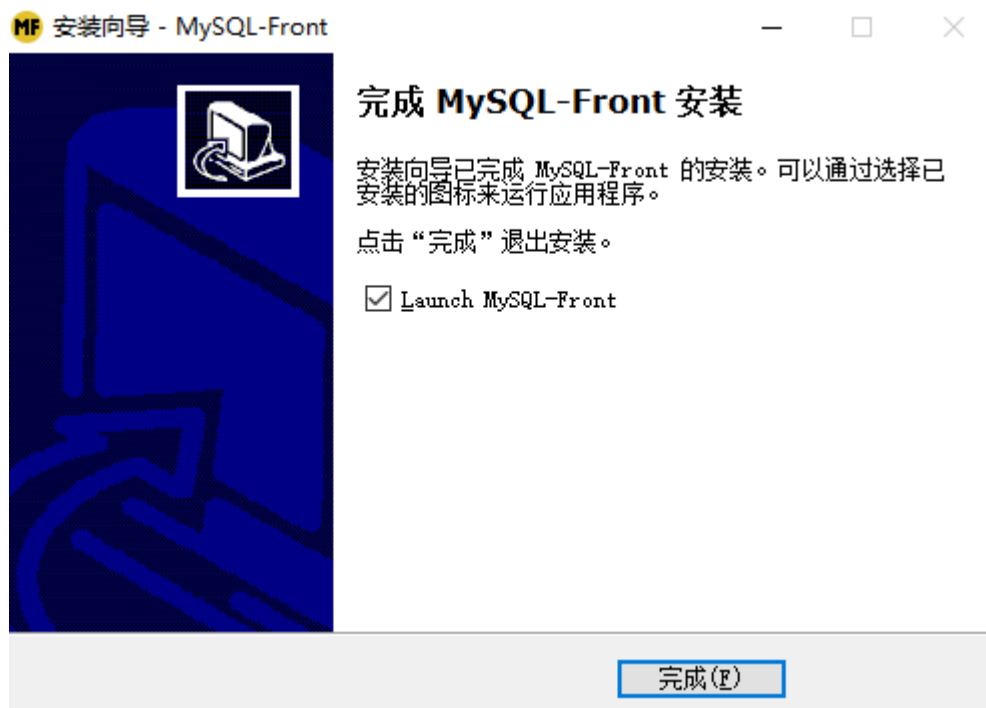 MF 安装向导 - MySQL-Front
完成 MySQL-Front 安装
安装向导已完成 MySQL-Front 的安装。可以通过选择已
安装的图标来运行应用程序。
点击“完成”退出安装。
Launch MySQL-Front
完成(F)